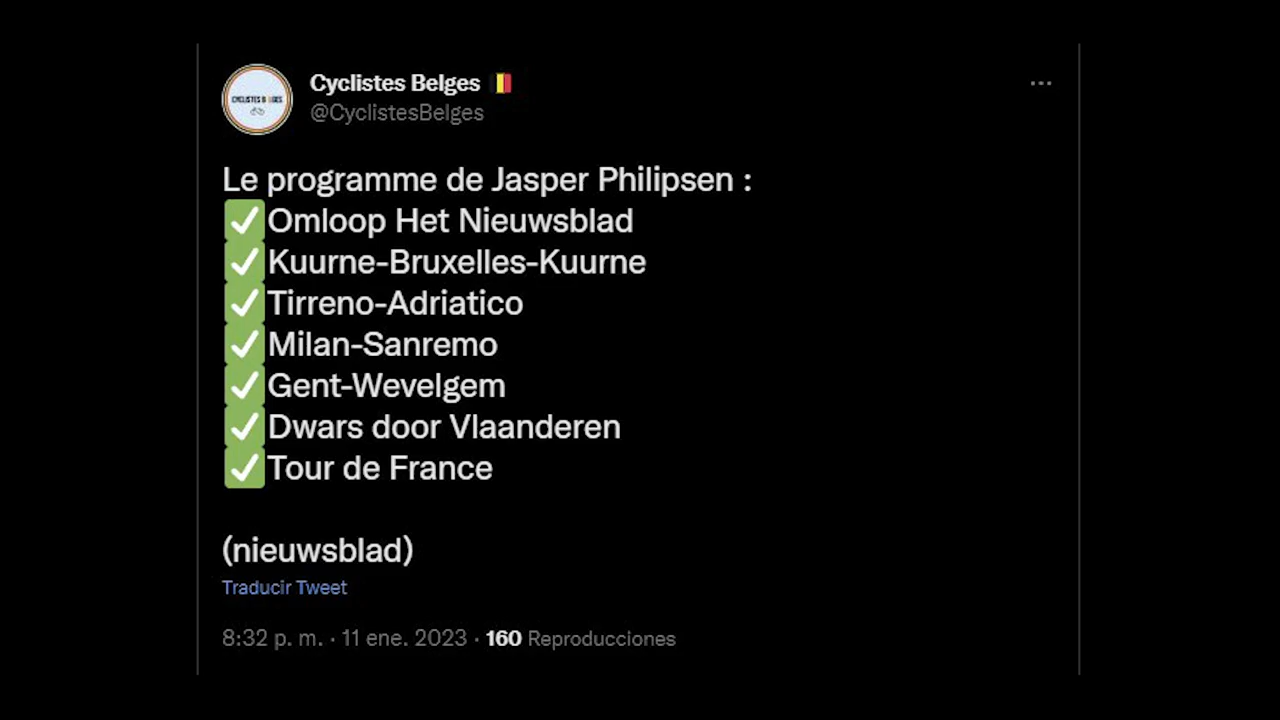 Cyclistes Belges 🇧🇪
@CyclistesBelges
Le programme de Jasper Philipsen :
✅Omloop Het Nieuwsblad
✅Kuurne-Bruxelles-Kuurne
✅Tirreno-Adriatico
✅Milan-Sanremo
✅Gent-Wevelgem
✅Dwars door Vlaanderen
✅Tour de France
(nieuwsblad)
Traducir Tweet
8:32 p. m. · 11 ene. 2023 · 160 Reproducciones